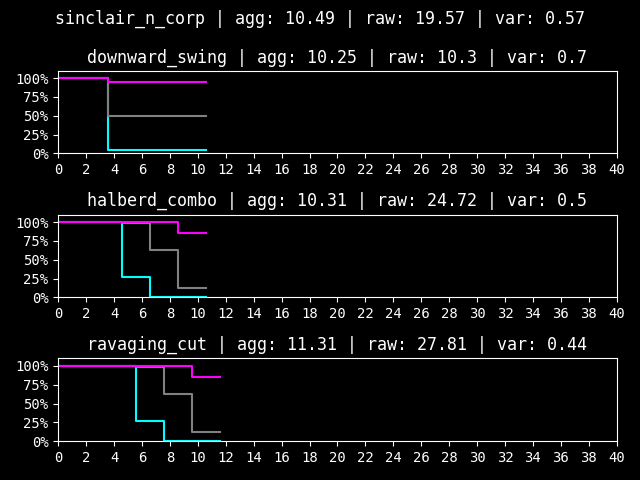 sinclair_n_corp | agg: 10.49 | raw: 19.57 | var: 0.57
downward_swing | agg: 10.25 | raw: 10.3 | var: 0.7
100%
75%
50%
25%
0%
0 2 4 6 8 10 12 14 16 18 20 22 24 26 28 30 32 34 36 38 40
halberd_combo | agg: 10.31 | raw: 24.72 | var: 0.5
100%
75%
50%
25%
0%
0 2 4 6 8 10 12 14 16 18 20 22 24 26 28 30 32 34 36 38 40
ravaging_cut | agg: 11.31 | raw: 27.81 | var: 0.44
100%
75%
50%
25%
0%
0 2 4 6 8 10 12 14 16 18 20 22 24 26 28 30 32 34 36 38 40